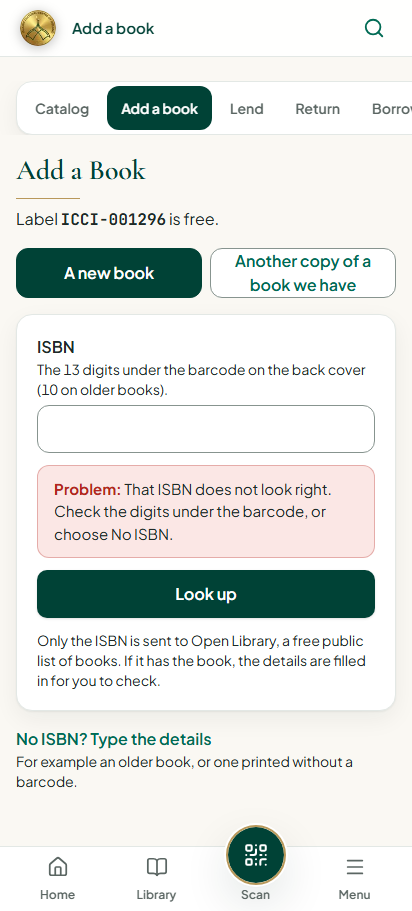 Add a book
Catalog
Add a book
Lend
Return
Add a Book
Label ICCI-001296 is free.
A new book
Another copy of a
book we have
ISBN
The 13 digits under the barcode on the back cover
(10 on older books).
Problem: That ISBN does not look right.
Check the digits under the barcode, or
choose No ISBN.
Look up
Only the ISBN is sent to Open Library, a free public
list of books. If it has the book, the details are filled
in for you to check.
No ISBN? Type the details
For example an older book, or one printed without a
barcode.
Home
Library
Scan
Menu